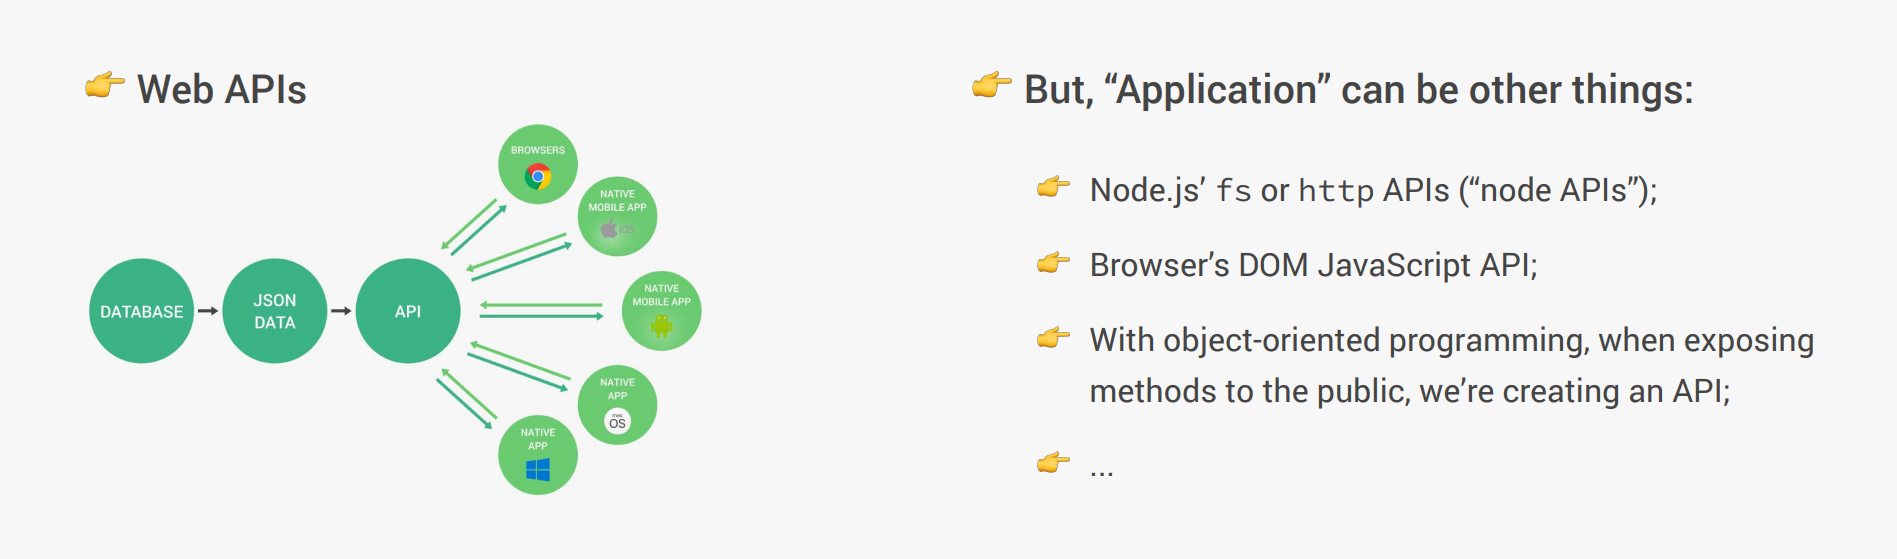 Web APIs
BROWSERS
NATIVE
MOBILE APP
iOS
NATIVE
MOBILE APP
DATABASE
JSON
DATA
API
NATIVE
APP
mac
OS
NATIVE
APP
But, “Application” can be other things:
Node.js’ fs or http APIs (“node APIs”);
Browser’s DOM JavaScript API;
With object-oriented programming, when exposing
methods to the public, we’re creating an API;
...